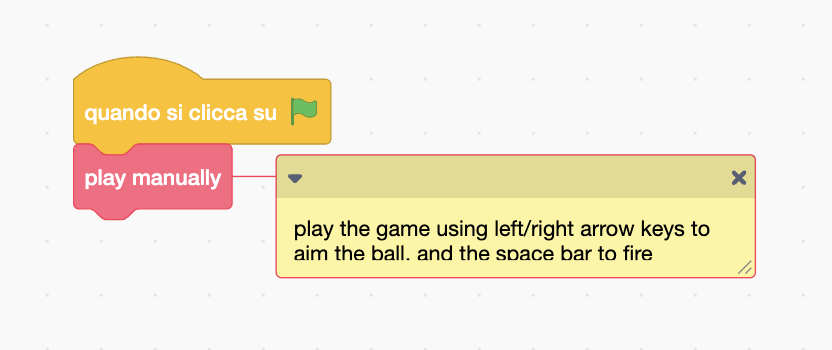 quando si clicca su
play manually
play the game using left/right arrow keys to
aim the ball, and the space bar to fire